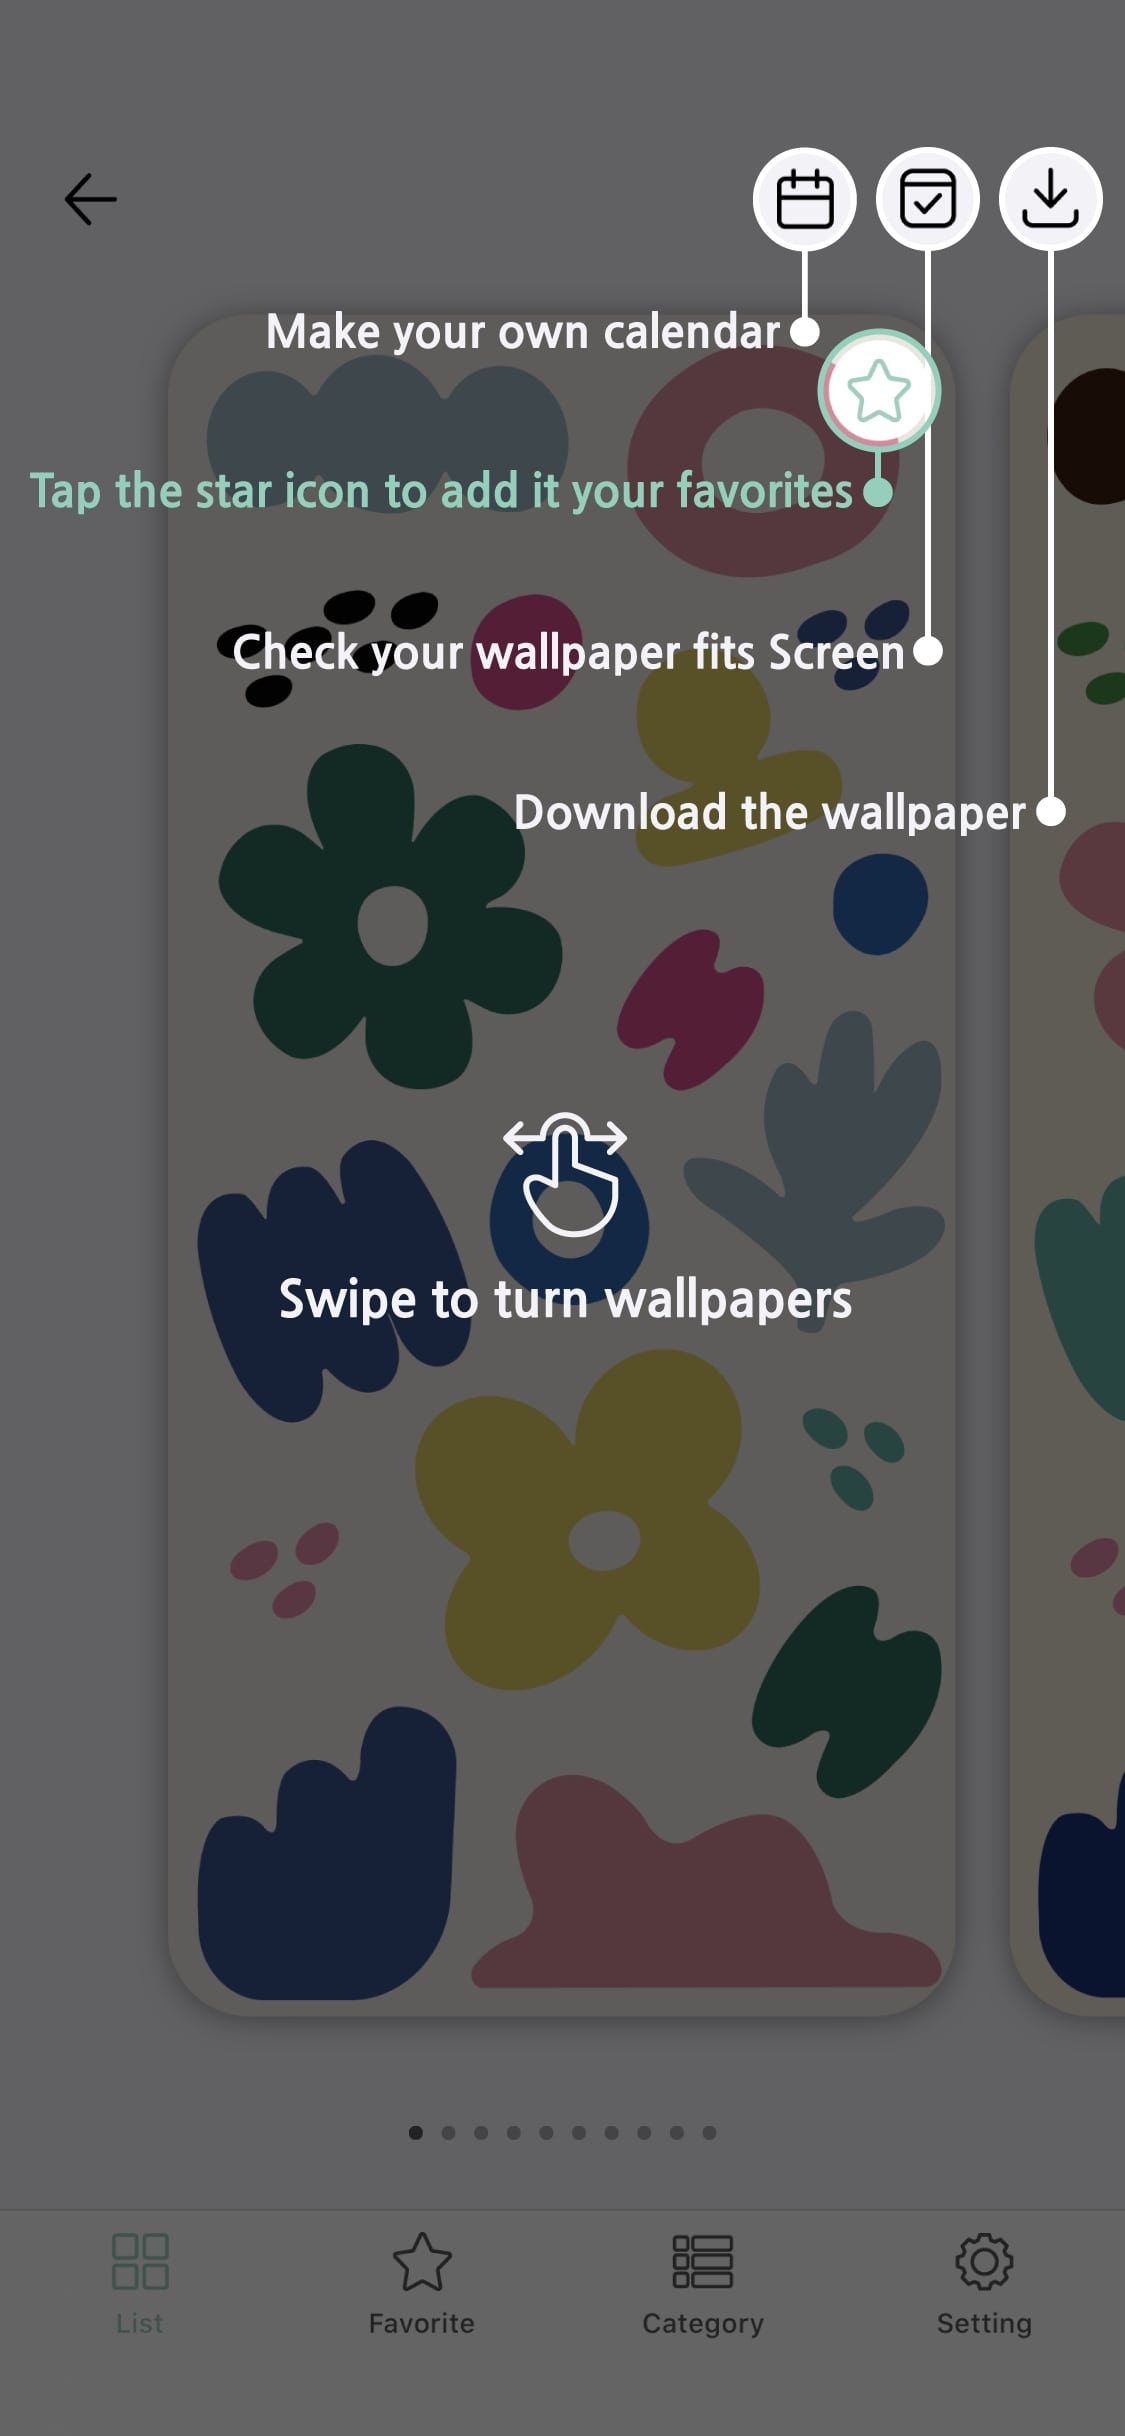 Make your own calendar
Tap the star icon to add it your favorites
Check your wallpaper fits Screen
Download the wallpaper
Swipe to turn wallpapers
List
Favorite
Category
Setting